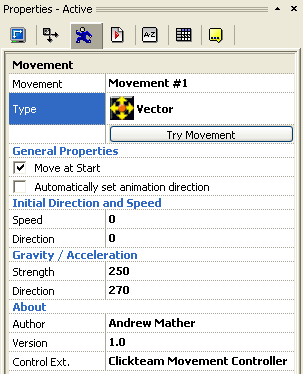 Properties - Active
A-Z
Movement
Movement Movement #1
Type Vector
Try Movement
General Properties
Move at Start
Automatically set animation direction
Initial Direction and Speed
Speed 0
Direction 0
Gravity / Acceleration
Strength 250
Direction 270
About
Author Andrew Mather
Version 1.0
Control Ext. Clickteam Movement Controller